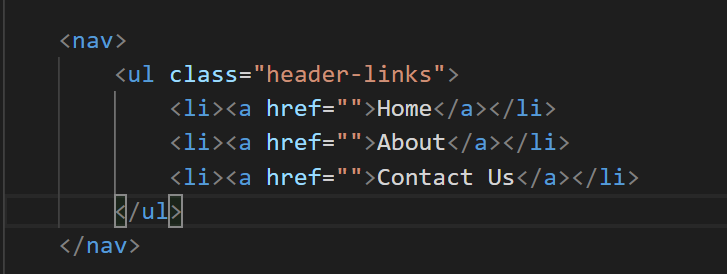 <nav>
<ul class="header-links">
<li><a href="">Home</a></li>
<li><a href="">About</a></li>
<li><a href="">Contact Us</a></li>
</ul>
</nav>